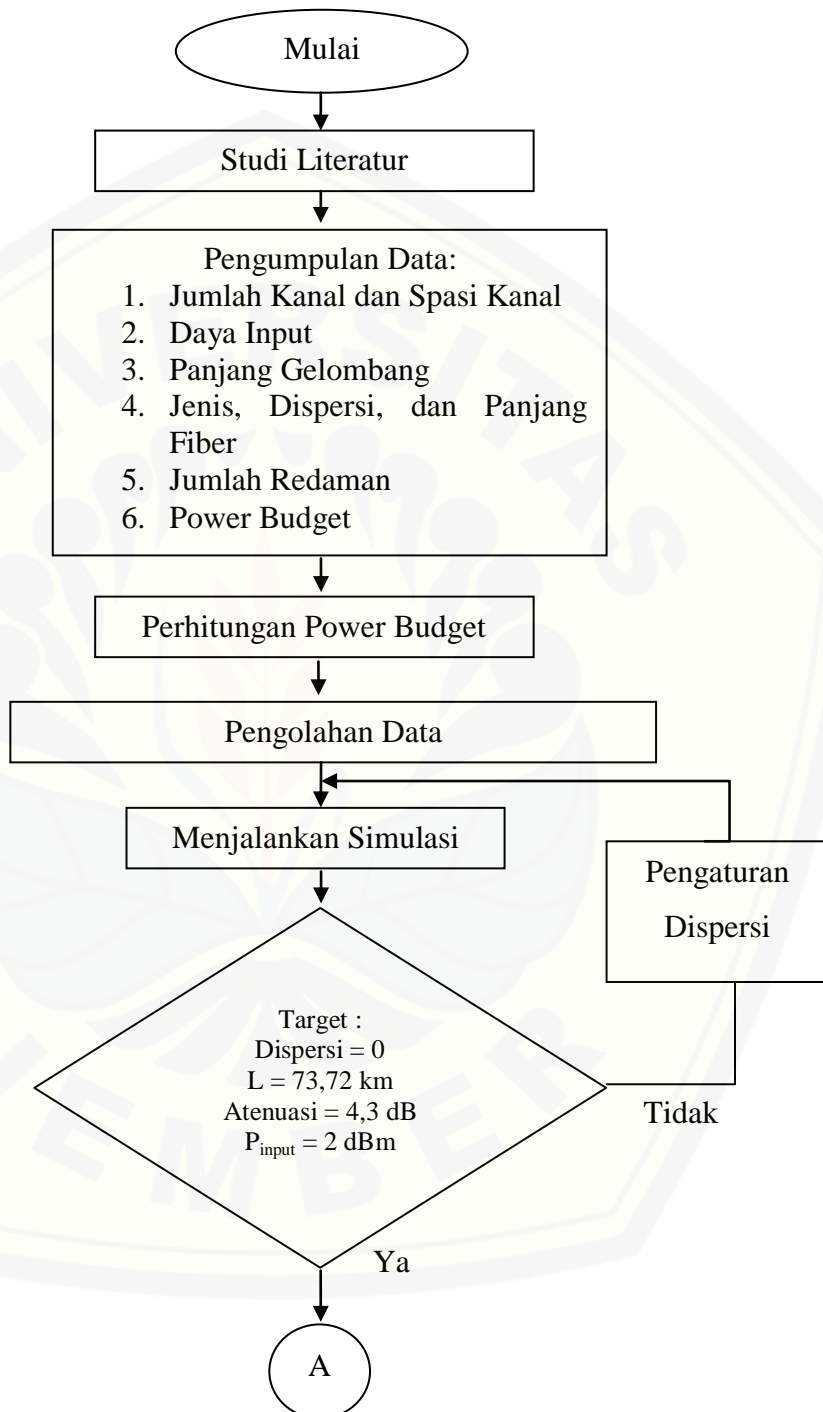 Mulai
Studi Literatur
Pengumpulan Data:
1. Jumlah Kanal dan Spasi Kanal
2. Daya Input
3. Panjang Gelombang
4. Jenis, Dispersi, dan Panjang
Fiber
5. Jumlah Redaman
6. Power Budget
Perhitungan Power Budget
Pengolahan Data
Menjalankan Simulasi
Pengaturan
Dispersi
Target :
Dispersi = 0
L = 73,72 km
Atenuasi = 4,3 dB
Pinput = 2 dBm
Tidak
Ya
A
UNIVERSITAS
JEMBER